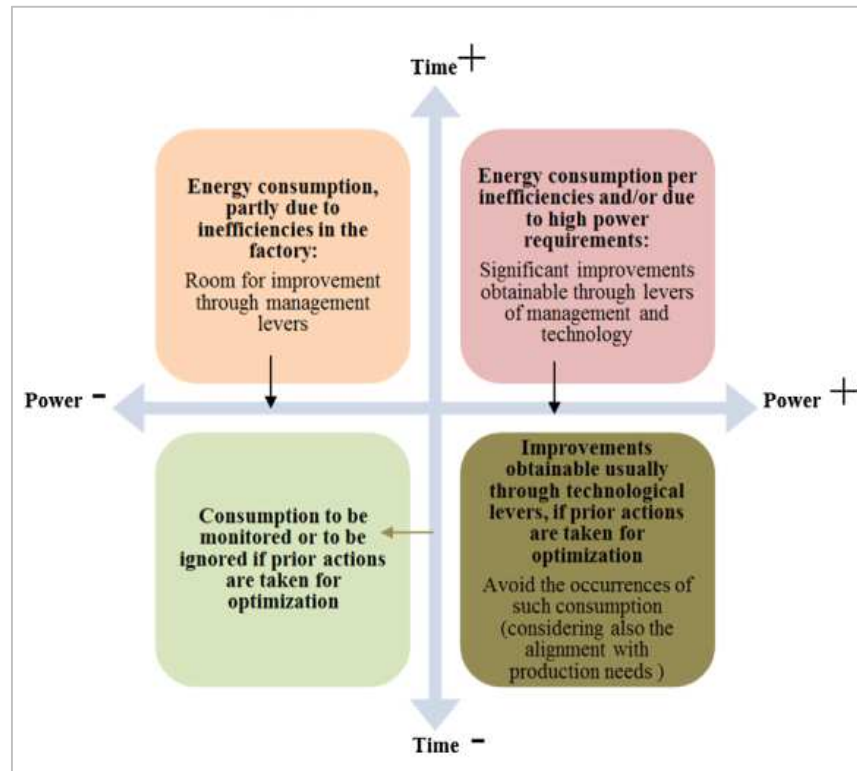 Time +
Energy consumption,
partly due to
inefficiencies in the
factory:
Room for improvement
through management
levers
Energy consumption per
inefficiencies and/or due
to high power
requirements:
Significant improvements
obtainable through levers
of management and
technology
Power -
Power +
Consumption to be
monitored or to be
ignored if prior actions
are taken for
optimization
Improvements
obtainable usually
through technological
levers, if prior actions
are taken for
optimization
Avoid the occurrences of
such consumption
(considering also the
alignment with
production needs )
Time -